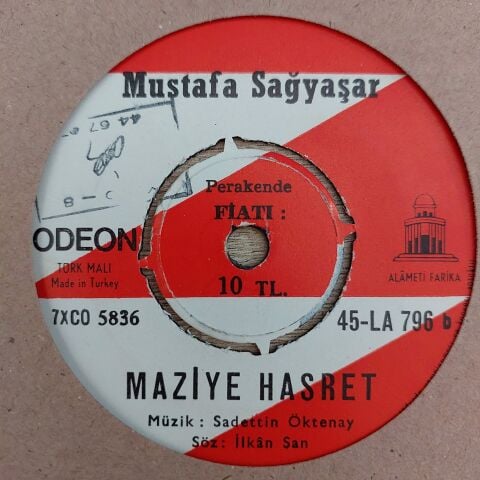 Mustafa Sağyaşar
Perakende
FİATI :
10 TL.
ODEON
TÜRK MALI
Made in Turkey
ALÂMETİ FARİKA
7XCO 5836
45-LA 796 b
MAZİYE HASRET
Müzik : Sadettin Öktenay
Söz : İlkân Şan